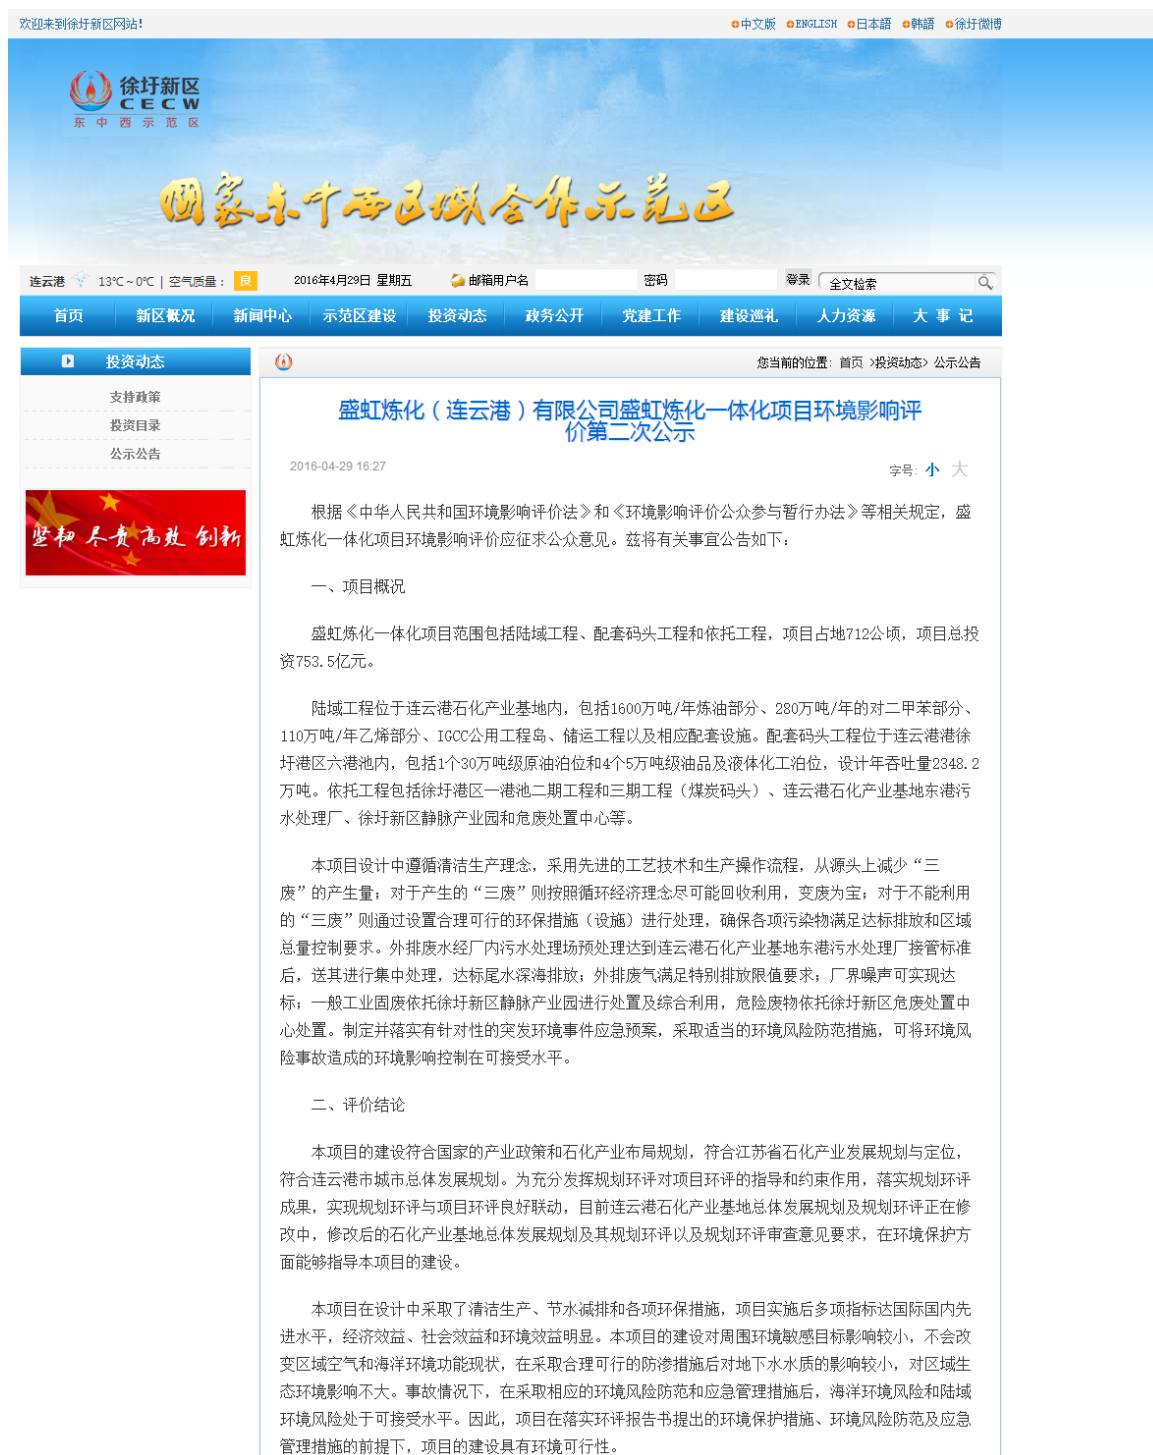 欢迎来到徐圩新区网站!
中文版 ENGLISH 日本語 韩語 徐圩微博
徐圩新区
CECW
东中西示范区
国家东中西区域合作示范区
连云港 13℃~0℃ | 空气质量: 良 2016年4月29日 星期五 邮箱用户名 密码 登录 全文检索
首页 新区概况 新闻中心 示范区建设 投资动态 政务公开 党建工作 建设巡礼 人力资源 大 事 记
投资动态
支持政策
投资目录
公示公告
坚韧 尽责 高效 创新
您当前的位置: 首页 >投资动态> 公示公告
盛虹炼化（连云港）有限公司盛虹炼化一体化项目环境影响评
价第二次公示
2016-04-29 16:27
字号: 小 大
根据《中华人民共和国环境影响评价法》和《环境影响评价公众参与暂行办法》等相关规定，盛
虹炼化一体化项目环境影响评价应征求公众意见。兹将有关事宜公告如下：
一、项目概况
盛虹炼化一体化项目范围包括陆域工程、配套码头工程和依托工程，项目占地712公顷，项目总投
资753.5亿元。
陆域工程位于连云港石化产业基地内，包括1600万吨/年炼油部分、280万吨/年的对二甲苯部分、
110万吨/年乙烯部分、IGCC公用工程岛、储运工程以及相应配套设施。配套码头工程位于连云港港徐
圩港区六港池内，包括1个30万吨级原油泊位和4个5万吨级油品及液体化工泊位，设计年吞吐量2348.2
万吨。依托工程包括徐圩港区一港池二期工程和三期工程（煤炭码头）、连云港石化产业基地东港污
水处理厂、徐圩新区静脉产业园和危废处置中心等。
本项目设计中遵循清洁生产理念，采用先进的工艺技术和生产操作流程，从源头上减少“三
废”的产生量；对于产生的“三废”则按照循环经济理念尽可能回收利用，变废为宝；对于不能利用
的“三废”则通过设置合理可行的环保措施（设施）进行处理，确保各项污染物满足达标排放和区域
总量控制要求。外排废水经厂内污水处理场预处理达到连云港石化产业基地东港污水处理厂接管标准
后，送其进行集中处理，达标尾水深海排放；外排废气满足特别排放限值要求；厂界噪声可实现达
标；一般工业固废依托徐圩新区静脉产业园进行处置及综合利用，危险废物依托徐圩新区危废处置中
心处置。制定并落实有针对性的突发环境事件应急预案，采取适当的环境风险防范措施，可将环境风
险事故造成的环境影响控制在可接受水平。
二、评价结论
本项目的建设符合国家的产业政策和石化产业布局规划，符合江苏省石化产业发展规划与定位，
符合连云港市城市总体发展规划。为充分发挥规划环评对项目环评的指导和约束作用，落实规划环评
成果，实现规划环评与项目环评良好联动，目前连云港石化产业基地总体发展规划及规划环评正在修
改中，修改后的石化产业基地总体发展规划及其规划环评以及规划环评审查意见要求，在环境保护方
面能够指导本项目的建设。
本项目在设计中采取了清洁生产、节水减排和各项环保措施，项目实施后多项指标达国际国内先
进水平，经济效益、社会效益和环境效益明显。本项目的建设对周围环境敏感目标影响较小，不会改
变区域空气和海洋环境功能现状，在采取合理可行的防渗措施后对地下水水质的影响较小，对区域生
态环境影响不大。事故情况下，在采取相应的环境风险防范和应急管理措施后，海洋环境风险和陆域
环境风险处于可接受水平。因此，项目在落实环评报告书提出的环境保护措施、环境风险防范及应急
管理措施的前提下，项目的建设具有环境可行性。